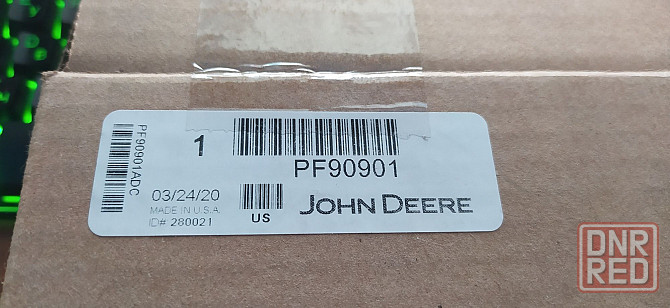 PF90901ADC
1
PF90901
03/24/20
MADE IN U.S.A.
ID# 280021
US
JOHN DEERE
DNR
RED